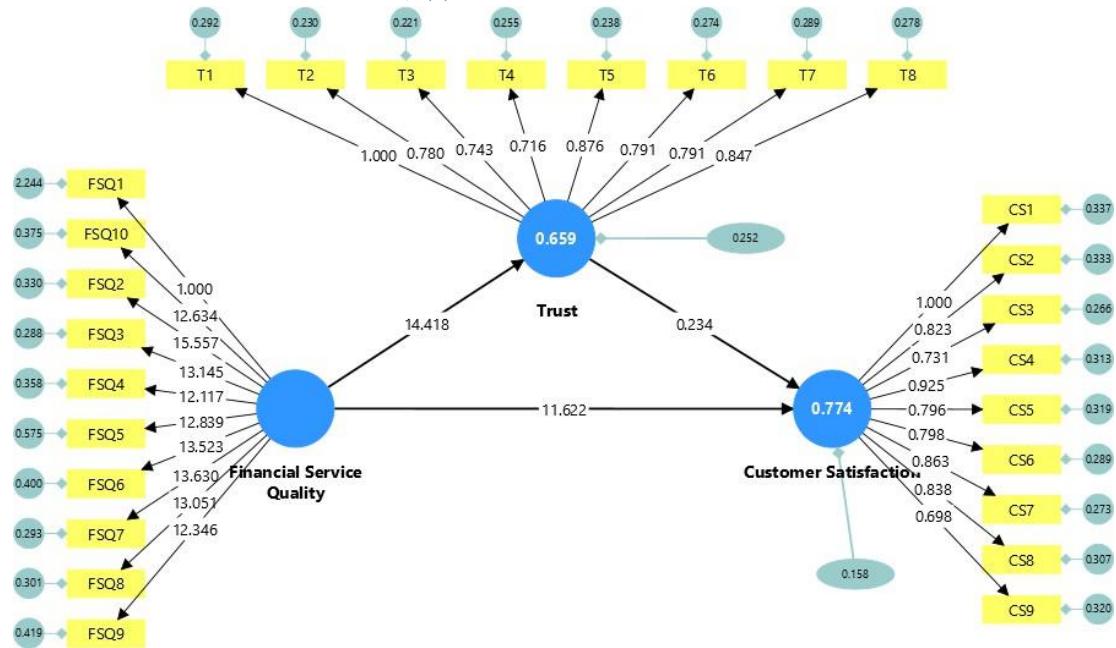 0.292 0.230 0.221 0.255 0.238 0.274 0.289 0.278
T1 T2 T3 T4 T5 T6 T7 T8
1.000 0.780 0.743 0.716 0.876 0.791 0.791 0.847
2.244 FSQ1
0.375 FSQ10
0.330 FSQ2
0.288 FSQ3
0.358 FSQ4
0.575 FSQ5
0.400 FSQ6
0.293 FSQ7
0.301 FSQ8
0.419 FSQ9
1.000
12.634
15.557
13.145
12.117
12.839
13.523
13.630
13.051
12.346
Financial Service
Quality
14.418
11.622
0.659
Trust
0.252
0.234
0.774
Customer Satisfaction
0.158
1.000
0.823
0.731
0.925
0.796
0.798
0.863
0.838
0.698
CS1 0.337
CS2 0.333
CS3 0.266
CS4 0.313
CS5 0.319
CS6 0.289
CS7 0.273
CS8 0.307
CS9 0.320